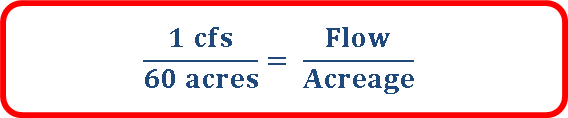 1 cfs / 60 acres = Flow / Acreage